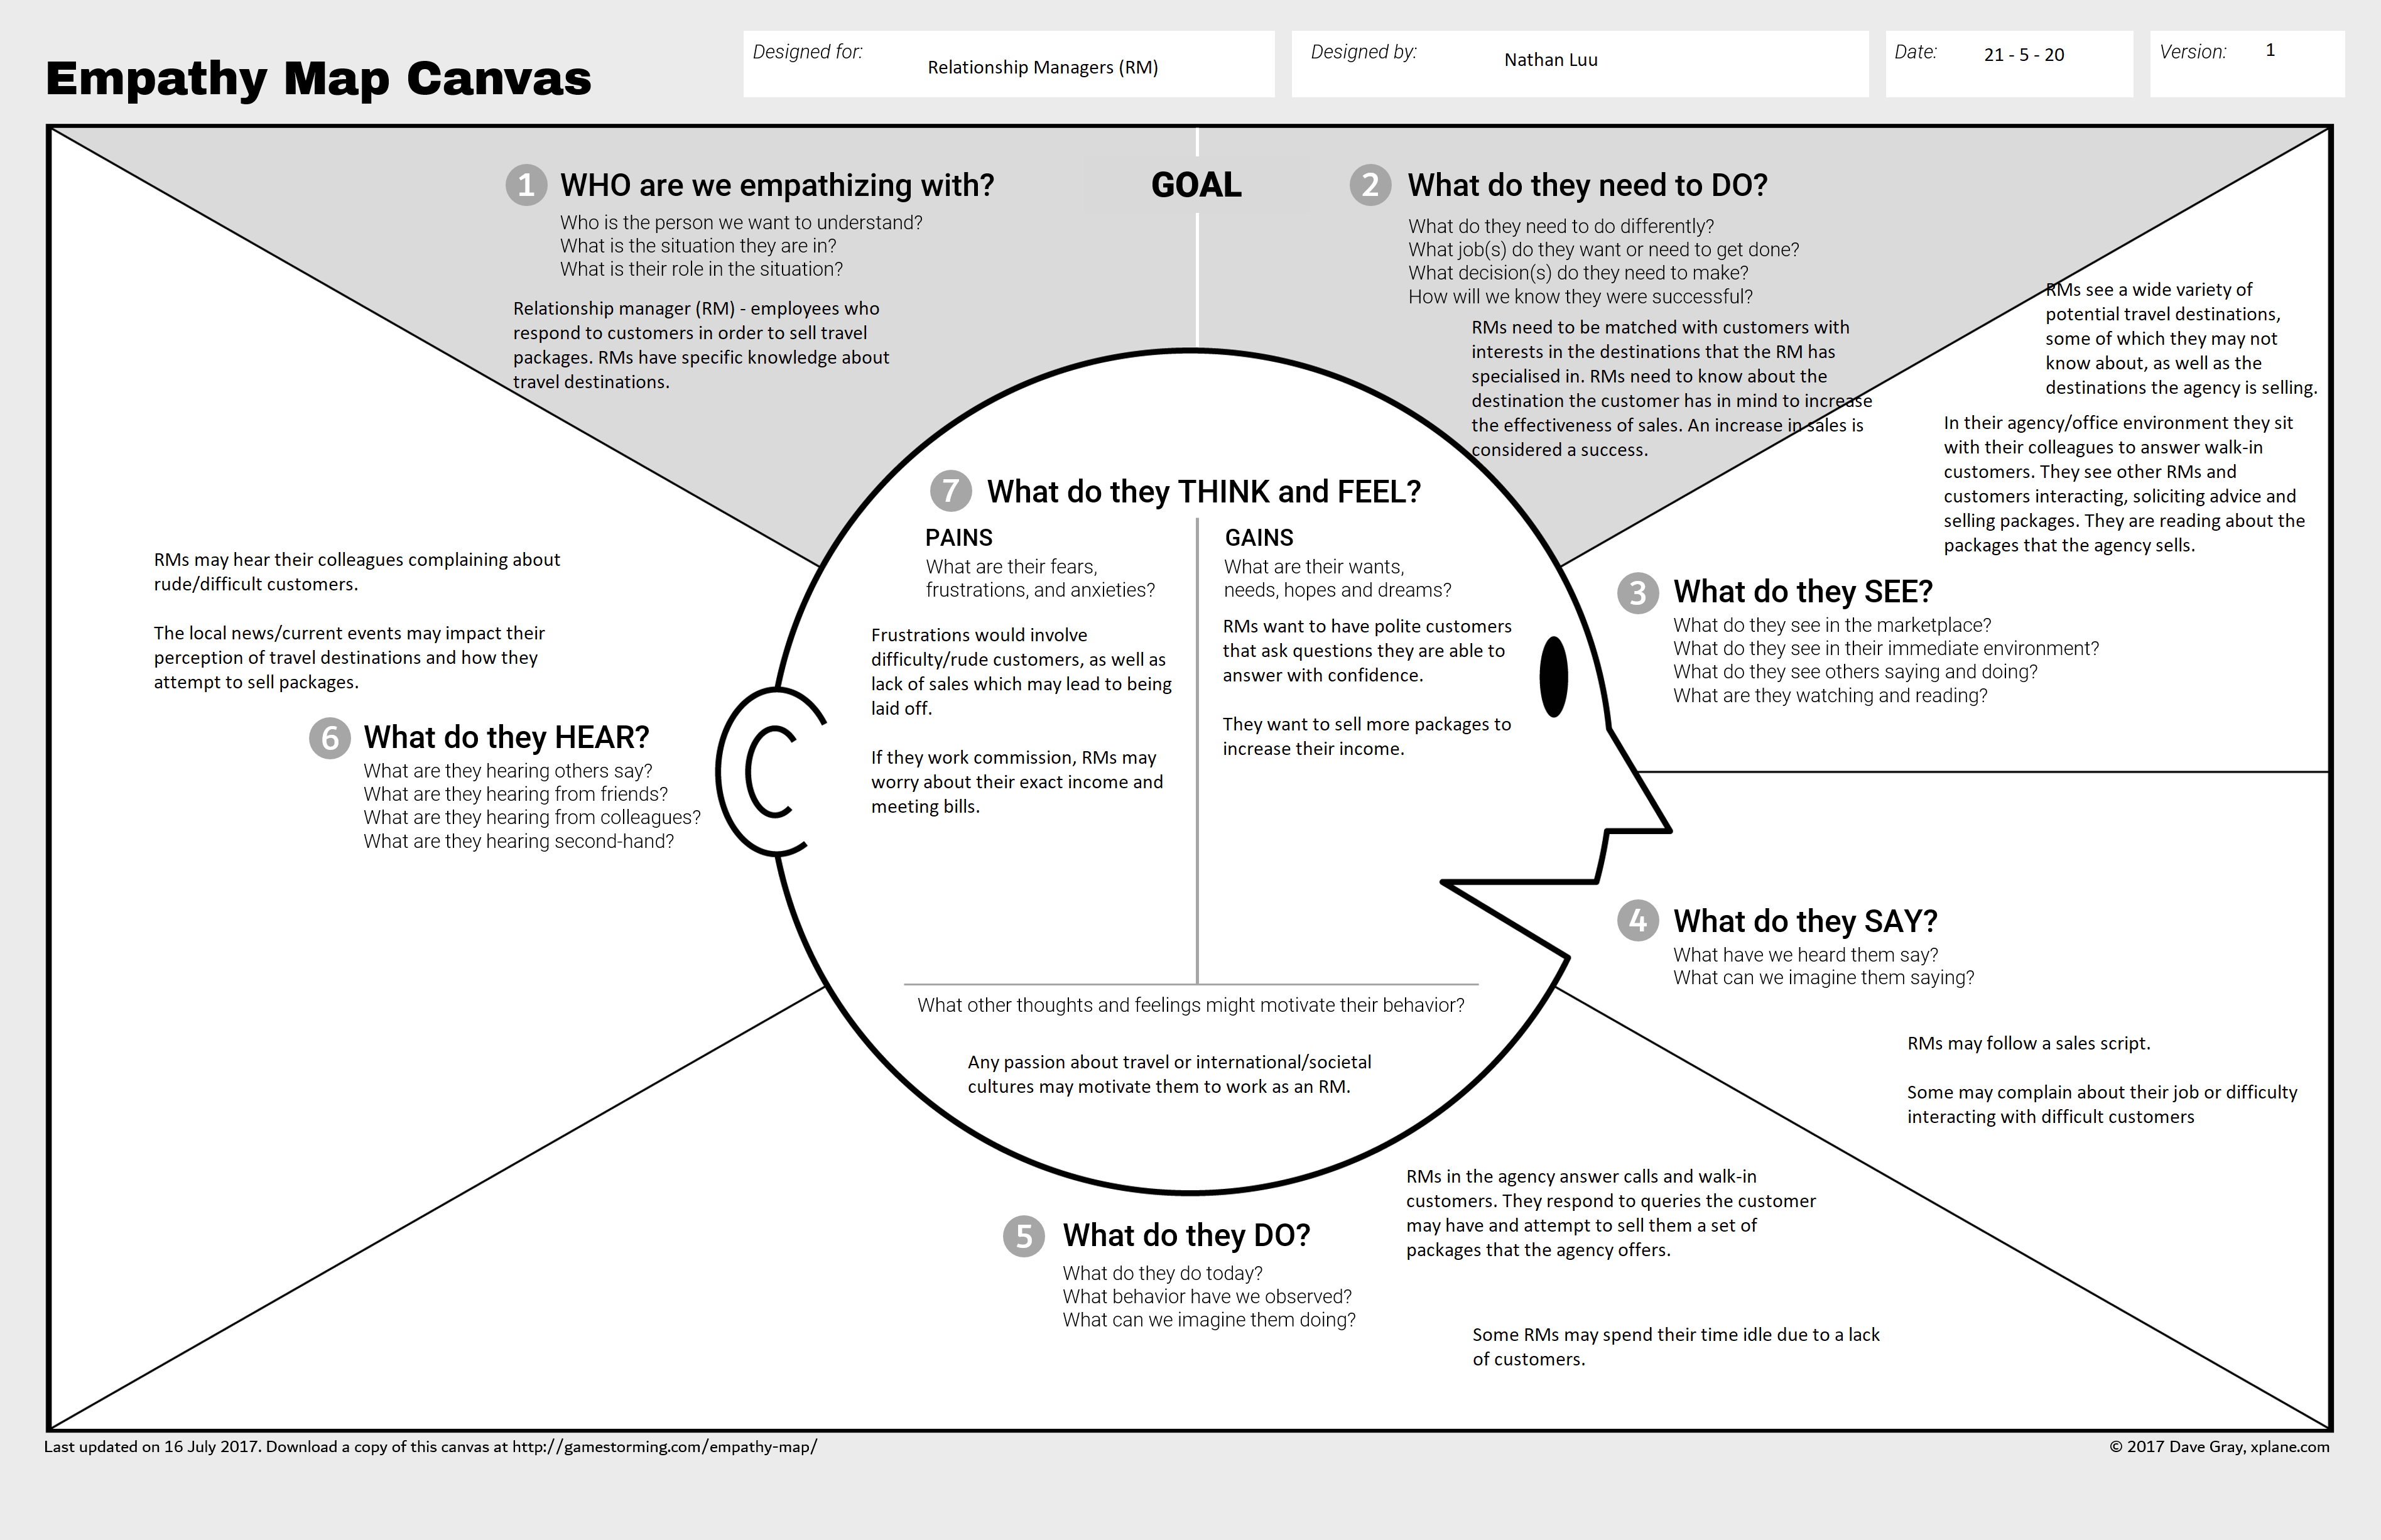 Empathy Map Canvas
Designed for:
Relationship Managers (RM)
Designed by:
Nathan Luu
Date:
21 - 5 - 20
Version:
1
1
WHO are we empathizing with?
Who is the person we want to understand?
What is the situation they are in?
What is their role in the situation?
Relationship manager (RM) - employees who
respond to customers in order to sell travel
packages. RMs have specific knowledge about
travel destinations.
GOAL
2
What do they need to DO?
What do they need to do differently?
What job(s) do they want or need to get done?
What decision(s) do they need to make?
How will we know they were successful?
RMs need to be matched with customers with
interests in the destinations that the RM has
specialised in. RMs need to know about the
destination the customer has in mind to increase
the effectiveness of sales. An increase in sales is
considered a success.
RMs see a wide variety of
potential travel destinations,
some of which they may not
know about, as well as the
destinations the agency is selling.
In their agency/office environment they sit
with their colleagues to answer walk-in
customers. They see other RMs and
customers interacting, soliciting advice and
selling packages. They are reading about the
packages that the agency sells.
3
What do they SEE?
What do they see in the marketplace?
What do they see in their immediate environment?
What do they see others saying and doing?
What are they watching and reading?
4
What do they SAY?
What have we heard them say?
What can we imagine them saying?
RMs may follow a sales script.
Some may complain about their job or difficulty
interacting with difficult customers
5
What do they DO?
What do they do today?
What behavior have we observed?
What can we imagine them doing?
RMs in the agency answer calls and walk-in
customers. They respond to queries the customer
may have and attempt to sell them a set of
packages that the agency offers.
Some RMs may spend their time idle due to a lack
of customers.
RMs may hear their colleagues complaining about
rude/difficult customers.
The local news/current events may impact their
perception of travel destinations and how they
attempt to sell packages.
6
What do they HEAR?
What are they hearing others say?
What are they hearing from friends?
What are they hearing from colleagues?
What are they hearing second-hand?
7
What do they THINK and FEEL?
PAINS
What are their fears,
frustrations, and anxieties?
Frustrations would involve
difficulty/rude customers, as well as
lack of sales which may lead to being
laid off.
If they work commission, RMs may
worry about their exact income and
meeting bills.
GAINS
What are their wants,
needs, hopes and dreams?
RMs want to have polite customers
that ask questions they are able to
answer with confidence.
They want to sell more packages to
increase their income.
What other thoughts and feelings might motivate their behavior?
Any passion about travel or international/societal
cultures may motivate them to work as an RM.
Last updated on 16 July 2017. Download a copy of this canvas at http://gamestorming.com/empathy-map/
© 2017 Dave Gray, xplane.com